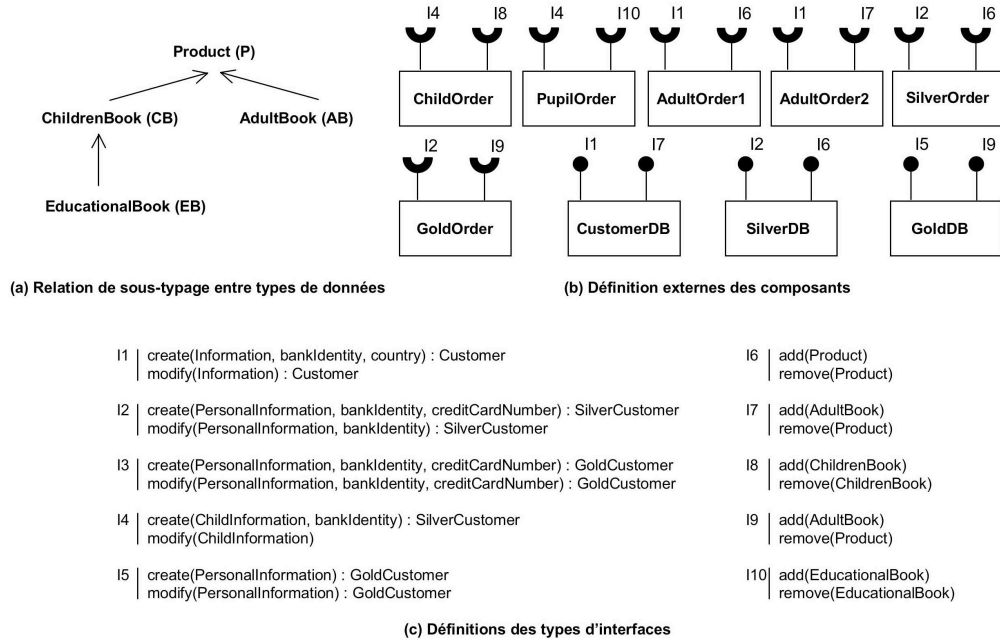 Product (P)
ChildrenBook (CB)
AdultBook (AB)
EducationalBook (EB)
(a) Relation de sous-typage entre types de données
I4 I8 I4 I10 I1 I6 I1 I7 I2 I6
ChildOrder PupilOrder AdultOrder1 AdultOrder2 SilverOrder
I2 I9 I1 I7 I2 I6 I5 I9
GoldOrder CustomerDB SilverDB GoldDB
(b) Définition externes des composants
I1 create(Information, bankIdentity, country) : Customer
modify(Information) : Customer
I2 create(PersonalInformation, bankIdentity, creditCardNumber) : SilverCustomer
modify(PersonalInformation, bankIdentity) : SilverCustomer
I3 create(PersonalInformation, bankIdentity, creditCardNumber) : GoldCustomer
modify(PersonalInformation, bankIdentity, creditCardNumber) : GoldCustomer
I4 create(ChildInformation, bankIdentity) : SilverCustomer
modify(ChildInformation)
I5 create(PersonalInformation) : GoldCustomer
modify(PersonalInformation) : GoldCustomer
I6 add(Product)
remove(Product)
I7 add(AdultBook)
remove(Product)
I8 add(ChildrenBook)
remove(ChildrenBook)
I9 add(AdultBook)
remove(Product)
I10 add(EducationalBook)
remove(EducationalBook)
(c) Définitions des types d'interfaces